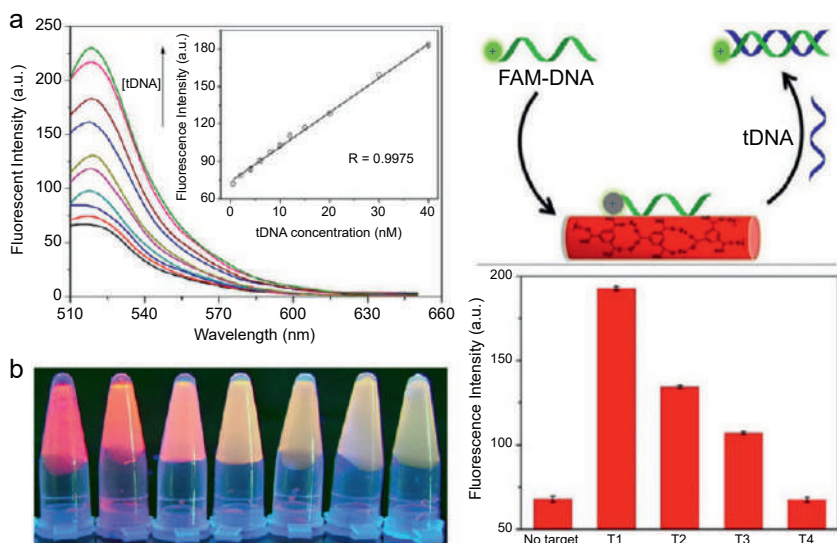 a
250
200
150
100
50
0
Fluorescent Intensity (a.u.)
510
540
570
600
630
660
Wavelength (nm)
[tDNA]
180
150
120
90
60
Fluorescence Intensity (a.u.)
R = 0.9975
0
10
20
30
40
tDNA concentration (nM)
FAM-DNA
tDNA
b
200
150
100
50
Fluorescence Intensity (a.u.)
No target
T1
T2
T3
T4